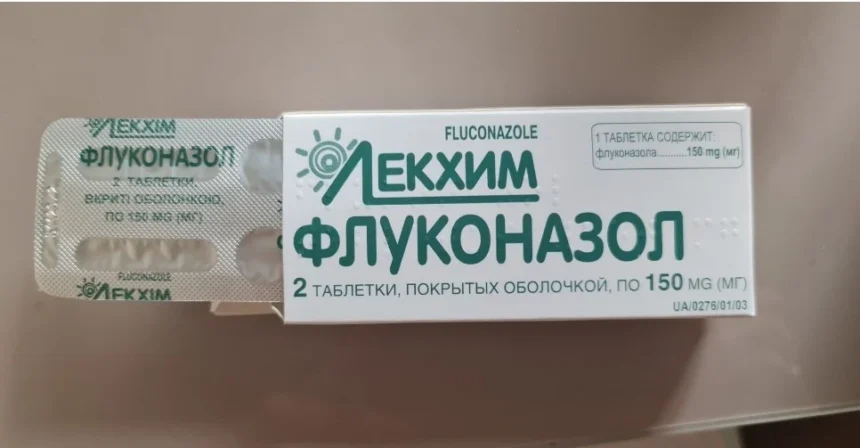 ЛЕКХИМ
ФЛУКОНАЗОЛ
2 ТАБЛЕТКИ,
ВКРИТІ ОБОЛОНКОЮ,
ПО 150 MG (МГ)
FLUCONAZOLE
ЛЕКХИМ
FLUCONAZOLE
ЛЕКХИМ
ФЛУКОНАЗОЛ
2 ТАБЛЕТКИ, ПОКРЫТЫХ ОБОЛОЧКОЙ, ПО 150 MG (МГ)
UA/0276/01/03
1 ТАБЛЕТКА СОДЕРЖИТ:
флуконазола..........150 mg (мг)